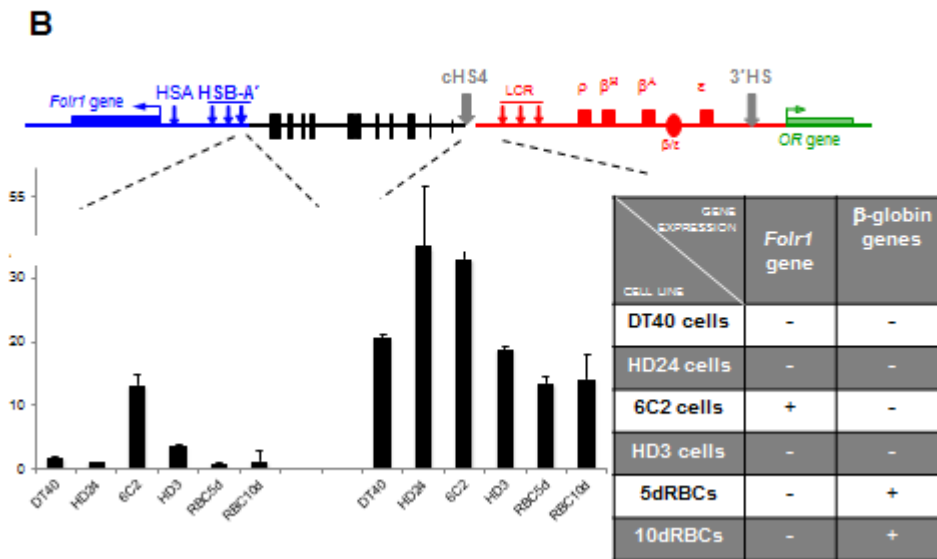 B
cHS4
3'HS
Folr1 gene
HSA
HSB-A'
LCR
ρ
βᴴ
βᴬ
ε
β/ε
OR gene
55
30
20
10
0
DT40
HD24
6C2
HD3
RBC5d
RBC10d
DT40
HD24
6C2
HD3
RBC5d
RBC10d
GENE EXPRESSION
CELL LINE
Folr1 gene
β-globin genes
DT40 cells - -
HD24 cells - -
6C2 cells + -
HD3 cells - -
5dRBCs - +
10dRBCs - +